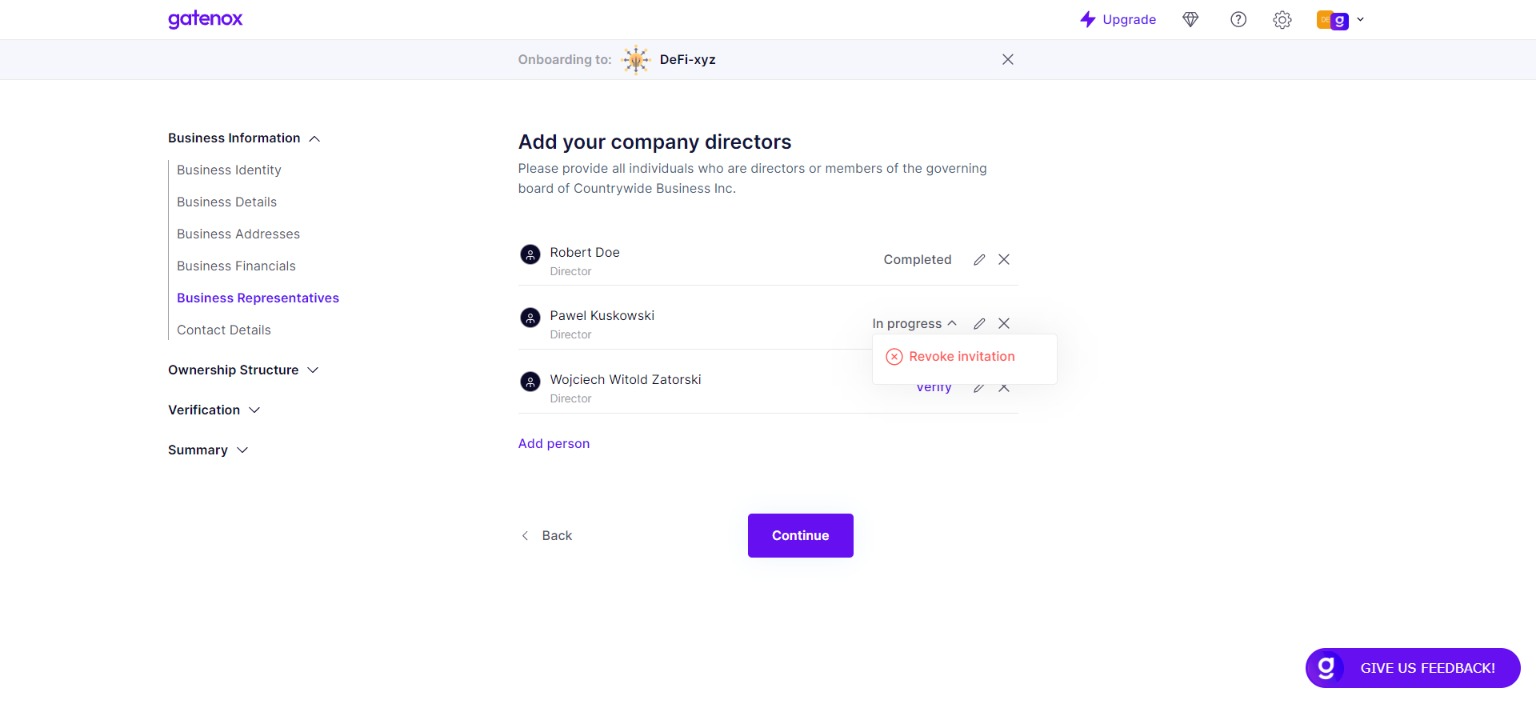 gatenox
Upgrade
Onboarding to: DeFi-xyz
Business Information
Business Identity
Business Details
Business Addresses
Business Financials
Business Representatives
Contact Details
Ownership Structure
Verification
Summary
Add your company directors
Please provide all individuals who are directors or members of the governing
board of Countrywide Business Inc.
Robert Doe
Director
Completed
Pawel Kuskowski
Director
In progress
Revoke invitation
Wojciech Witold Zatorski
Director
Verify
Add person
Back
Continue
g GIVE US FEEDBACK!